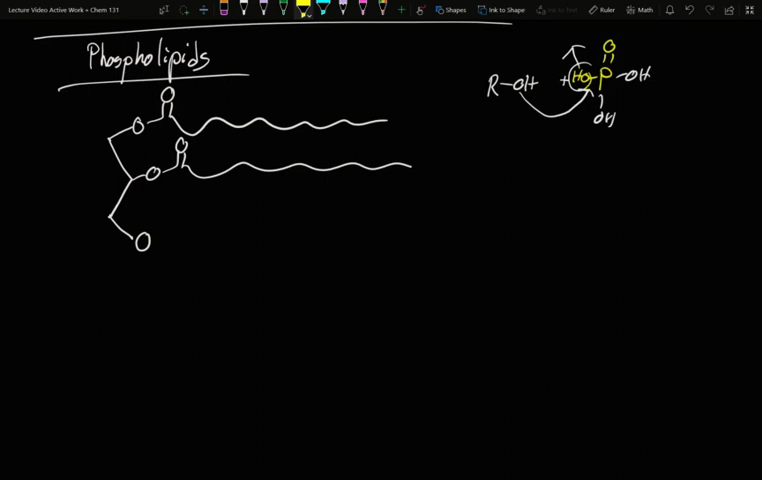 Lecture Video Active Work » Chem 131
Shapes
Ink to Shape
Ink to Text
Ruler
Math
Phospholipids
O
R-OH + HO-P-OH
OH
O
O
O
O
O